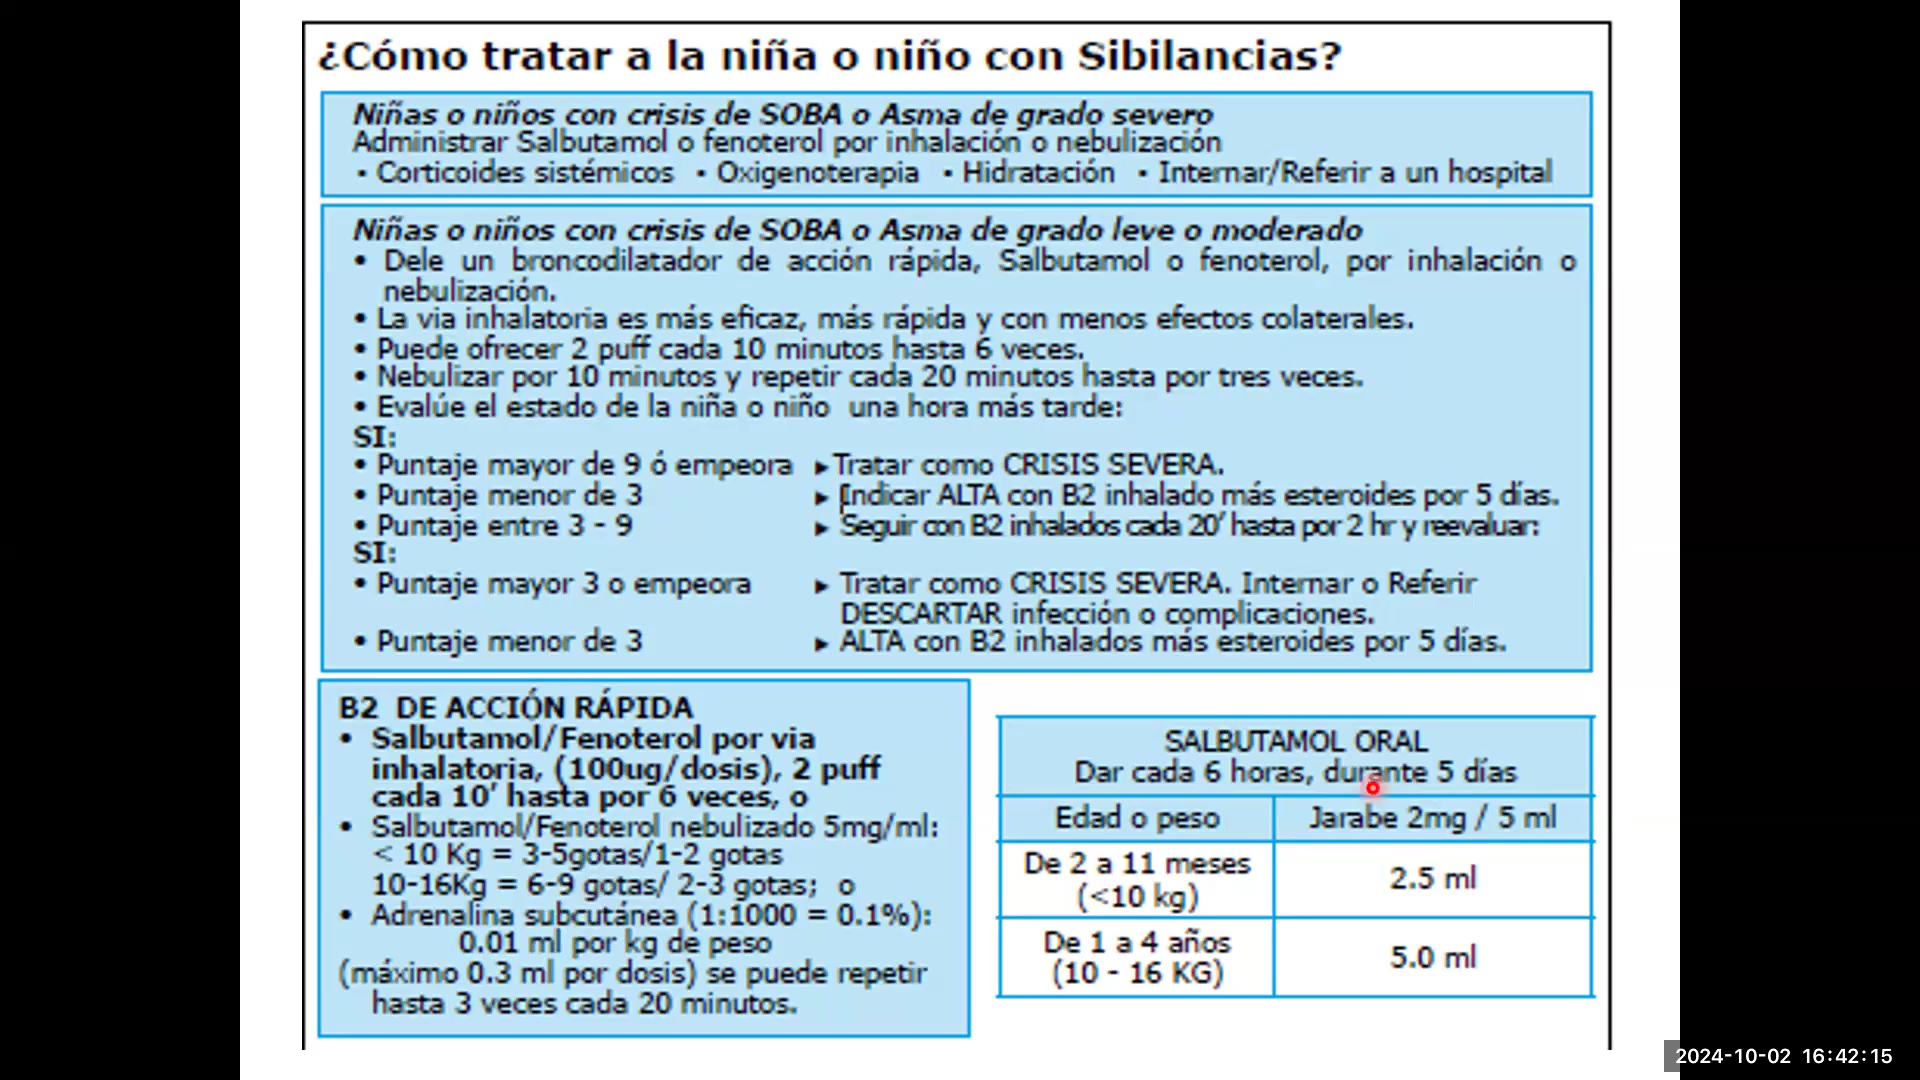 ¿Cómo tratar a la niña o niño con Sibilancias?
Niñas o niños con crisis de SOBA o Asma de grado severo
Administrar Salbutamol o fenoterol por inhalación o nebulización
• Corticoides sistémicos • Oxigenoterapia • Hidratación • Internar/Referir a un hospital
Niñas o niños con crisis de SOBA o Asma de grado leve o moderado
• Dele un broncodilatador de acción rápida, Salbutamol o fenoterol, por inhalación o
nebulización.
• La via inhalatoria es más eficaz, más rápida y con menos efectos colaterales.
• Puede ofrecer 2 puff cada 10 minutos hasta 6 veces.
• Nebulizar por 10 minutos y repetir cada 20 minutos hasta por tres veces.
• Evalúe el estado de la niña o niño una hora más tarde:
SI:
• Puntaje mayor de 9 ó empeora ►Tratar como CRISIS SEVERA.
• Puntaje menor de 3 ► Indicar ALTA con B2 inhalado más esteroides por 5 días.
• Puntaje entre 3 - 9 ► Seguir con B2 inhalados cada 20’ hasta por 2 hr y reevaluar:
SI:
• Puntaje mayor 3 o empeora ► Tratar como CRISIS SEVERA. Internar o Referir
DESCARTAR infección o complicaciones.
• Puntaje menor de 3 ► ALTA con B2 inhalados más esteroides por 5 días.
B2 DE ACCIÓN RÁPIDA
• Salbutamol/Fenoterol por via
inhalatoria, (100ug/dosis), 2 puff
cada 10’ hasta por 6 veces, o
• Salbutamol/Fenoterol nebulizado 5mg/ml:
< 10 Kg = 3-5gotas/1-2 gotas
10-16Kg = 6-9 gotas/ 2-3 gotas; o
• Adrenalina subcutánea (1:1000 = 0.1%):
0.01 ml por kg de peso
(máximo 0.3 ml por dosis) se puede repetir
hasta 3 veces cada 20 minutos.
SALBUTAMOL ORAL
Dar cada 6 horas, durante 5 días
Edad o peso Jarabe 2mg / 5 ml
De 2 a 11 meses
(<10 kg) 2.5 ml
De 1 a 4 años
(10 - 16 KG) 5.0 ml
2024-10-02 16:42:15